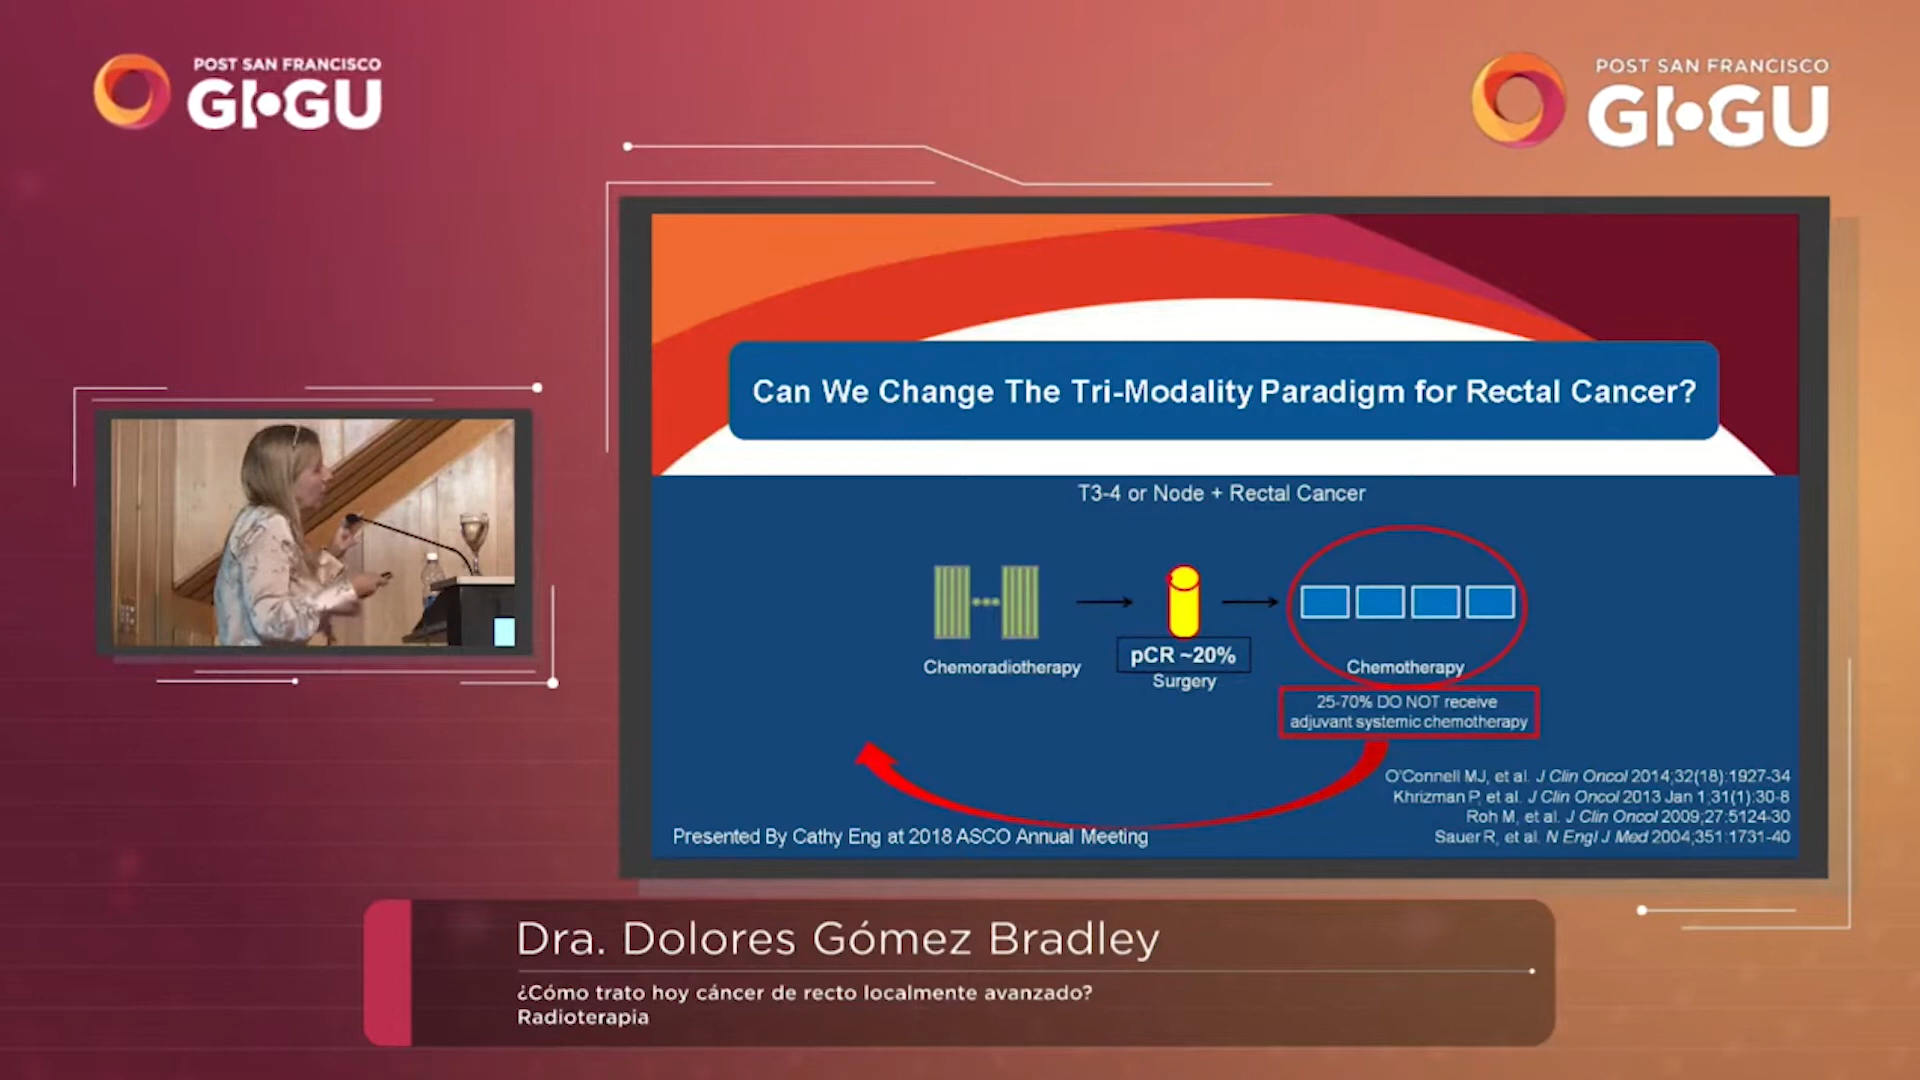 POST SAN FRANCISCO
GI·GU
POST SAN FRANCISCO
GI·GU
Can We Change The Tri-Modality Paradigm for Rectal Cancer?
T3-4 or Node + Rectal Cancer
Chemoradiotherapy
pCR ~20%
Surgery
Chemotherapy
25-70% DO NOT receive
adjuvant systemic chemotherapy
O'Connell MJ, et al. J Clin Oncol 2014;32(18):1927-34
Khrizman P, et al. J Clin Oncol 2013 Jan 1;31(1):30-8
Roh M, et al. J Clin Oncol 2009;27:5124-30
Sauer R, et al. N Engl J Med 2004;351:1731-40
Presented By Cathy Eng at 2018 ASCO Annual Meeting
Dra. Dolores Gómez Bradley
¿Cómo trato hoy cáncer de recto localmente avanzado?
Radioterapia